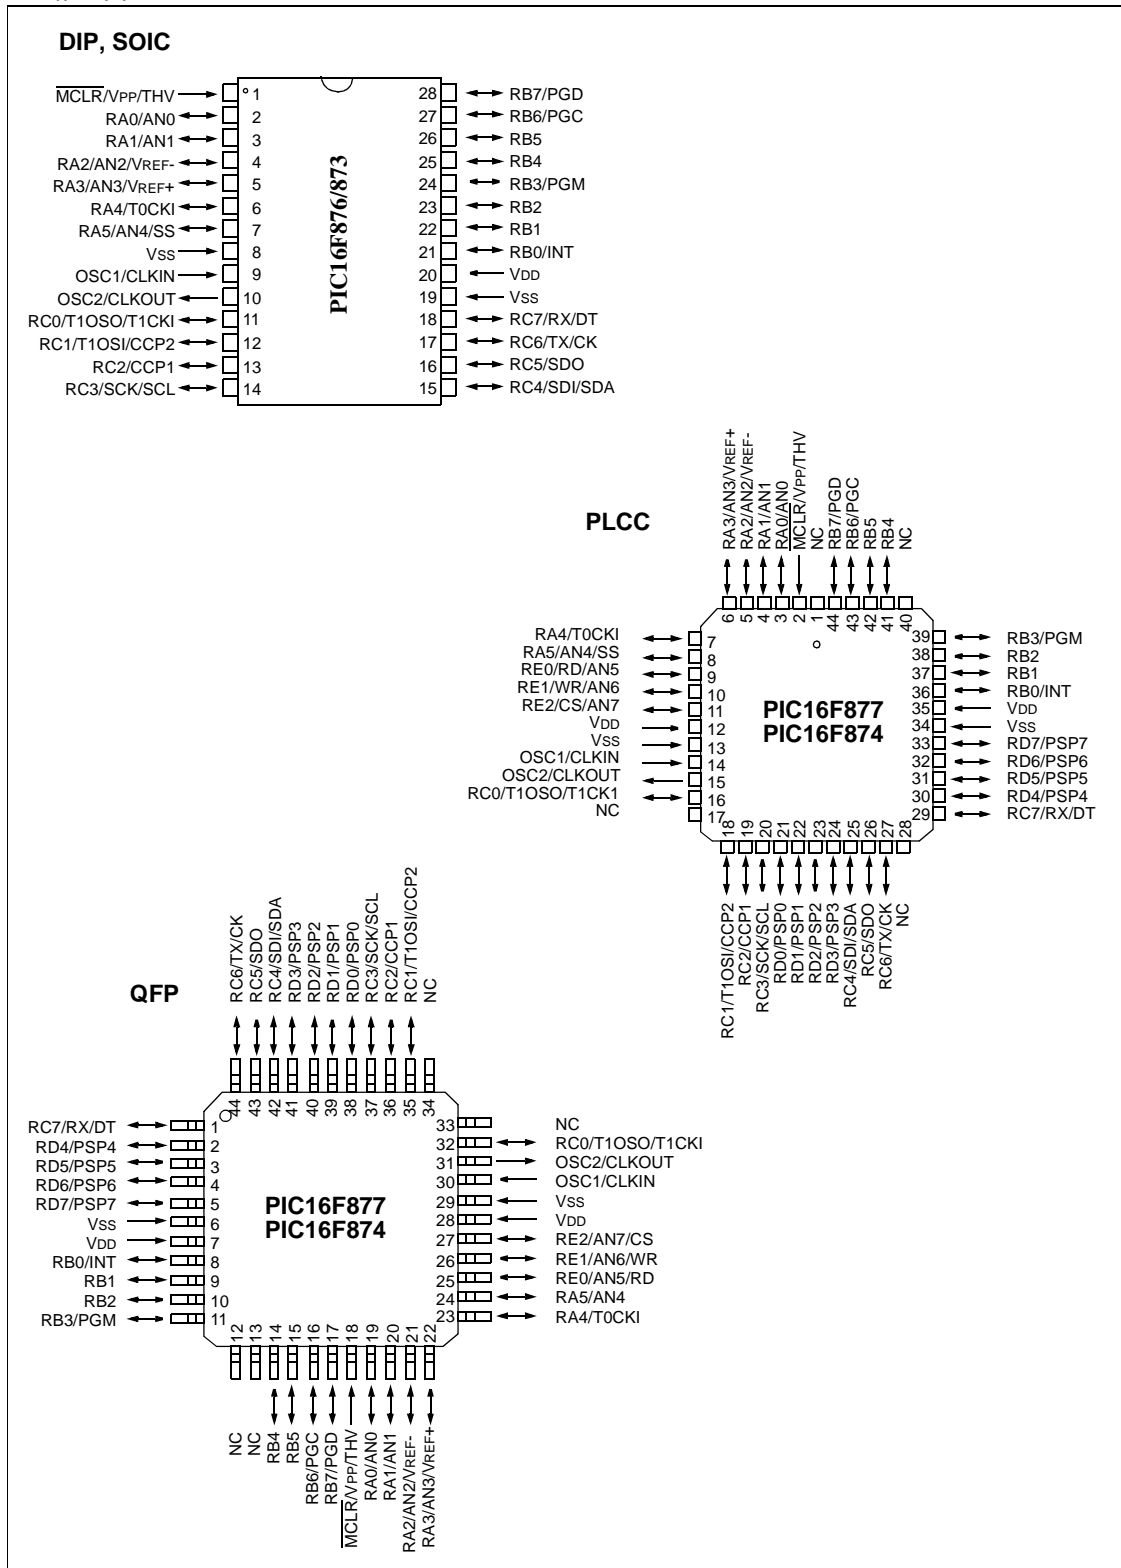 DIP, SOIC
MCLR/VPP/THV 1
RA0/AN0 2
RA1/AN1 3
RA2/AN2/VREF- 4
RA3/AN3/VREF+ 5
RA4/T0CKI 6
RA5/AN4/SS 7
VSS 8
OSC1/CLKIN 9
OSC2/CLKOUT 10
RC0/T1OSO/T1CKI 11
RC1/T1OSI/CCP2 12
RC2/CCP1 13
RC3/SCK/SCL 14
PIC16F876/873
28 RB7/PGD
27 RB6/PGC
26 RB5
25 RB4
24 RB3/PGM
23 RB2
22 RB1
21 RB0/INT
20 VDD
19 VSS
18 RC7/RX/DT
17 RC6/TX/CK
16 RC5/SDO
15 RC4/SDI/SDA
PLCC
RA3/AN3/VREF+ 6
RA2/AN2/VREF- 5
RA1/AN1 4
RA0/AN0 3
MCLR/VPP/THV 2
NC 1
RB7/PGD 44
RB6/PGC 43
RB5 42
RB4 41
NC 40
RA4/T0CKI 7
RA5/AN4/SS 8
RE0/RD/AN5 9
RE1/WR/AN6 10
RE2/CS/AN7 11
VDD 12
VSS 13
OSC1/CLKIN 14
OSC2/CLKOUT 15
RC0/T1OSO/T1CK1 16
NC 17
PIC16F877
PIC16F874
39 RB3/PGM
38 RB2
37 RB1
36 RB0/INT
35 VDD
34 VSS
33 RD7/PSP7
32 RD6/PSP6
31 RD5/PSP5
30 RD4/PSP4
29 RC7/RX/DT
18 RC1/T1OSI/CCP2
19 RC2/CCP1
20 RC3/SCK/SCL
21 RD0/PSP0
22 RD1/PSP1
23 RD2/PSP2
24 RD3/PSP3
25 RC4/SDI/SDA
26 RC5/SDO
27 RC6/TX/CK
28 NC
QFP
RC6/TX/CK 44
RC5/SDO 43
RC4/SDI/SDA 42
RD3/PSP3 41
RD2/PSP2 40
RD1/PSP1 39
RD0/PSP0 38
RC3/SCK/SCL 37
RC2/CCP1 36
RC1/T1OSI/CCP2 35
NC 34
RC7/RX/DT 1
RD4/PSP4 2
RD5/PSP5 3
RD6/PSP6 4
RD7/PSP7 5
VSS 6
VDD 7
RB0/INT 8
RB1 9
RB2 10
RB3/PGM 11
PIC16F877
PIC16F874
33 NC
32 RC0/T1OSO/T1CKI
31 OSC2/CLKOUT
30 OSC1/CLKIN
29 VSS
28 VDD
27 RE2/AN7/CS
26 RE1/AN6/WR
25 RE0/AN5/RD
24 RA5/AN4
23 RA4/T0CKI
12 NC
13 NC
14 RB4
15 RB5
16 RB6/PGC
17 RB7/PGD
18 MCLR/VPP/THV
19 RA0/AN0
20 RA1/AN1
21 RA2/AN2/VREF-
22 RA3/AN3/VREF+